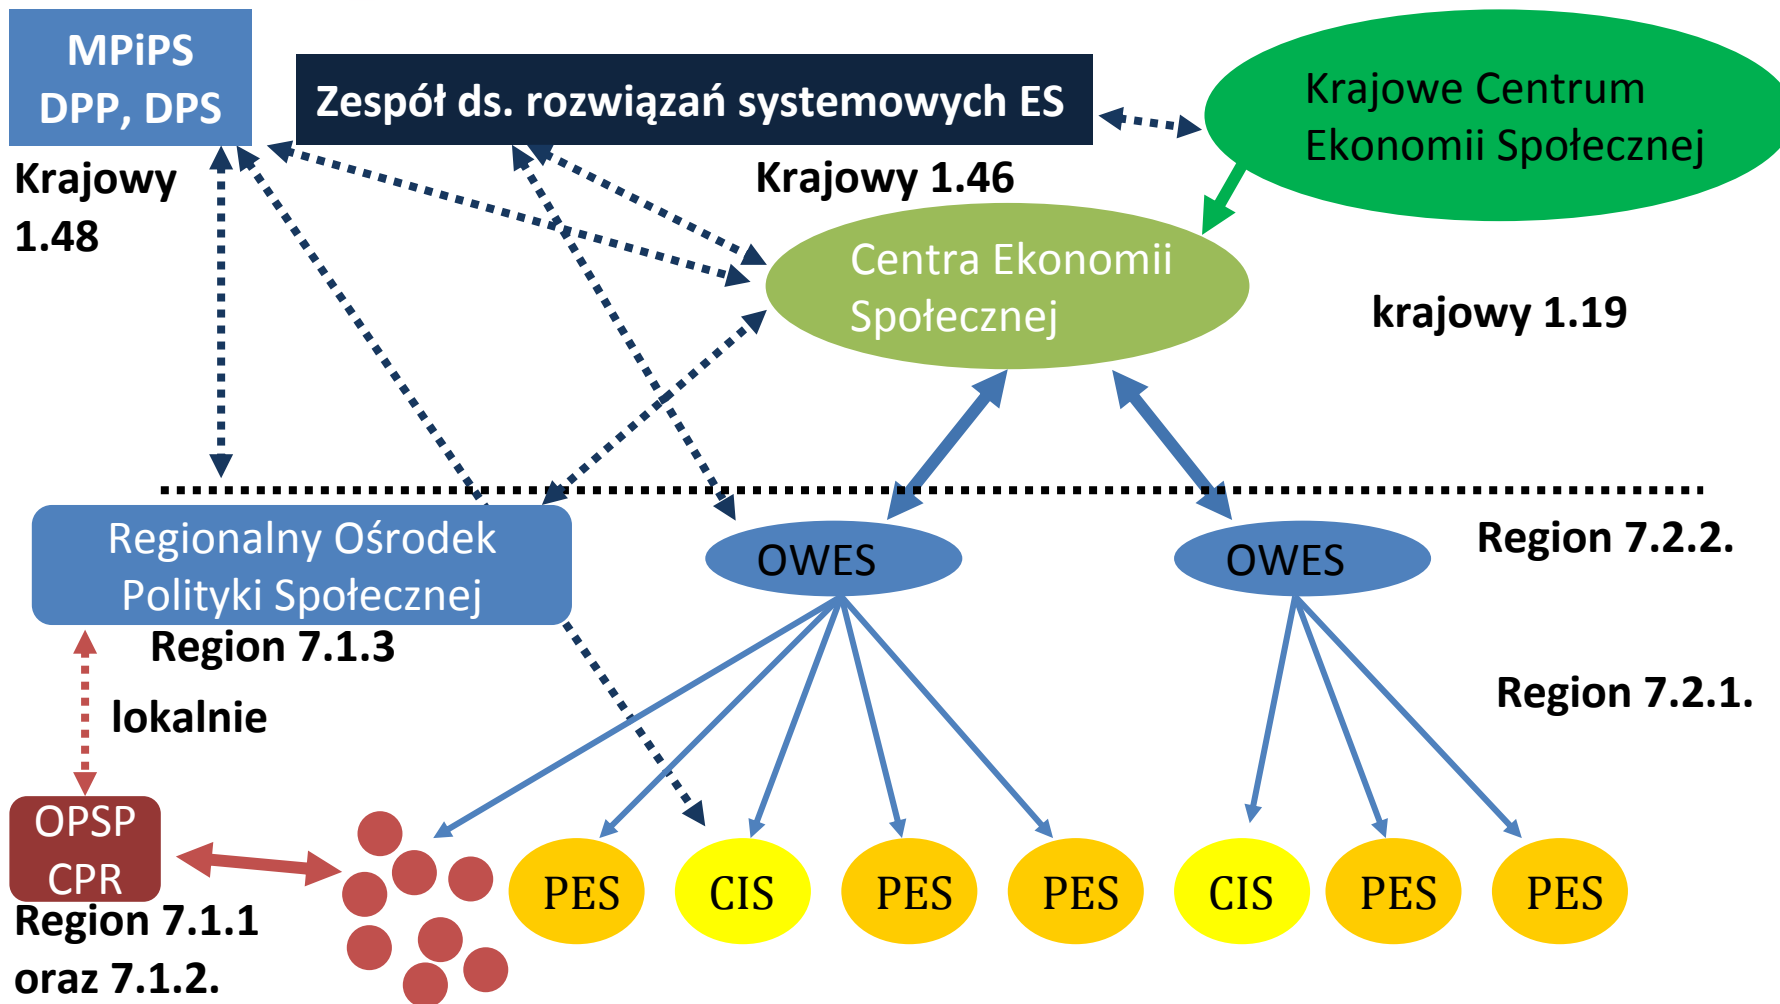 MPiPS
DPP, DPS
Zespół ds. rozwiązań systemowych ES
Krajowe Centrum
Ekonomii Społecznej
Krajowy
1.48
Krajowy 1.46
Centra Ekonomii
Społecznej
krajowy 1.19
Regionalny Ośrodek
Polityki Społecznej
OWES
OWES
Region 7.2.2.
Region 7.1.3
lokalnie
Region 7.2.1.
OPSP
CPR
PES
CIS
PES
PES
CIS
PES
PES
Region 7.1.1
oraz 7.1.2.